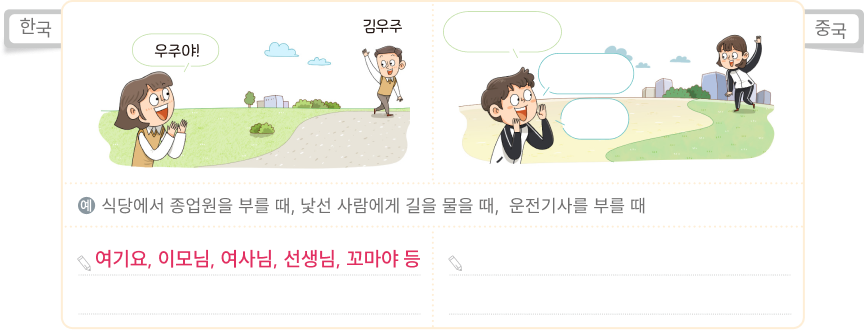 한국
중국
김우주
우주야!
예 식당에서 종업원을 부를 때, 낯선 사람에게 길을 물을 때, 운전기사를 부를 때
여기요, 이모님, 여사님, 선생님, 꼬마야 등